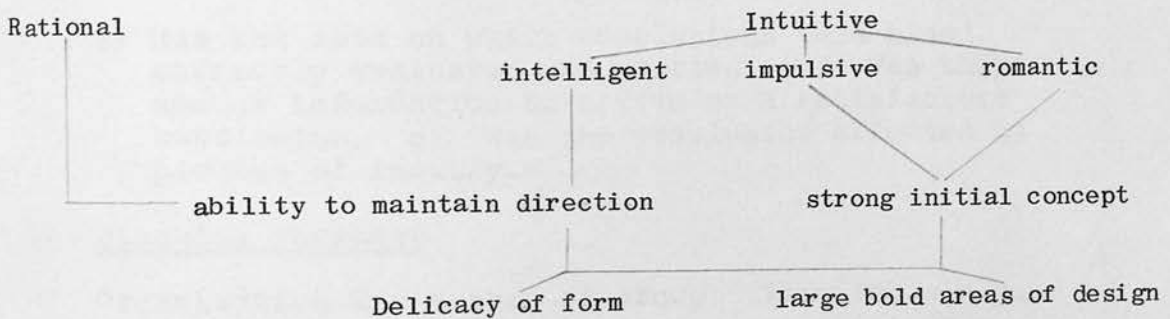 Rational Intuitive
intelligent impulsive romantic
ability to maintain direction strong initial concept
Delicacy of form large bold areas of design